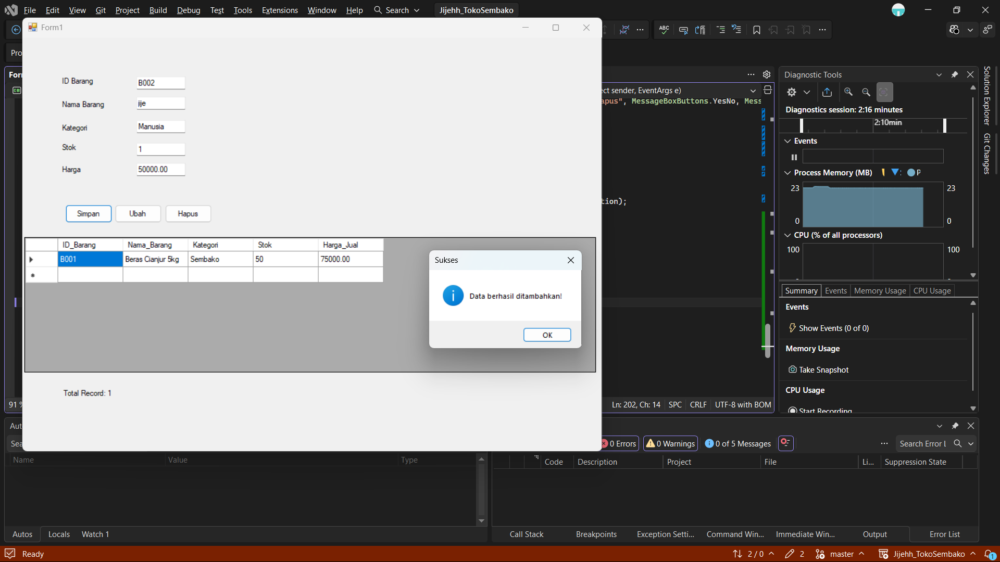 File Edit View Git Project Build Debug Test Tools Extensions Window Help Search Jijehh_TokoSembako
Form1
Pro
ABC
Forr
C#
ect sender, EventArgs e)
apus", MessageBoxButtons.YesNo, Mess
tion);
ID Barang B002
Nama Barang iije
Kategori Manusia
Stok 1
Harga 50000.00
Simpan Ubah Hapus
ID_Barang Nama_Barang Kategori Stok Harga_Jual
B001 Beras Cianjur 5kg Sembako 50 75000.00
Sukses
Data berhasil ditambahkan!
OK
Total Record: 1
91 %
Ln: 202, Ch: 14 SPC CRLF UTF-8 with BOM
Diagnostic Tools
Diagnostics session: 2:16 minutes
2:10min
Events
Process Memory (MB) P
23 23
0 0
CPU (% of all processors)
100 100
Summary Events Memory Usage CPU Usage
Events
Show Events (0 of 0)
Memory Usage
Take Snapshot
CPU Usage
Start Recording
Solution Explorer
Git Changes
Aut
Sea
Name Value Type
Autos Locals Watch 1
0 Errors 0 Warnings 0 of 5 Messages Search Error L
Code Description Project File Li... Suppression State
Call Stack Breakpoints Exception Setti... Command Win... Immediate Win... Output Error List
Ready 2 / 0 2 master Jijehh_TokoSembako 1